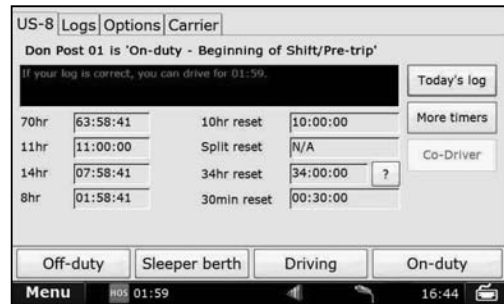 US-8 Logs Options Carrier
Don Post 01 is 'On-duty - Beginning of Shift/Pre-trip'
If your log is correct, you can drive for 01:59.
Today's log
70hr 63:58:41 10hr reset 10:00:00
More timers
11hr 11:00:00 Split reset N/A
Co-Driver
14hr 07:58:41 34hr reset 34:00:00 ?
8hr 01:58:41 30min reset 00:30:00
Off-duty Sleeper berth Driving On-duty
Menu HOS 01:59 16:44